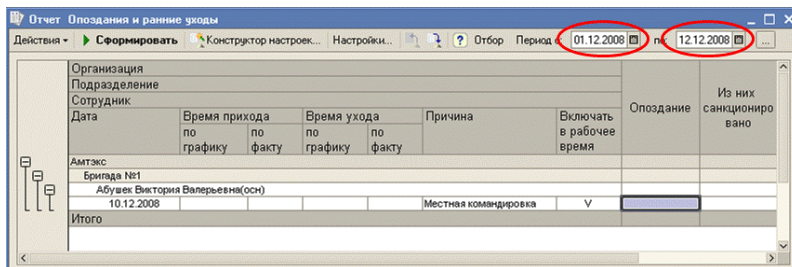 Отчет Опоздания и ранние уходы
Действия Сформировать Конструктор настроек... Настройки... ? Отбор Период с 01.12.2008 по 12.12.2008 ...
Организация
Подразделение
Сотрудник
Дата Время прихода Время ухода Причина Включать в рабочее время Опоздание Из них санкциониро вано
по графику по факту по графику по факту
Амтэкс
Бригада №1
Абушек Виктория Валерьевна(осн)
10.12.2008 Местная командировка V
Итого